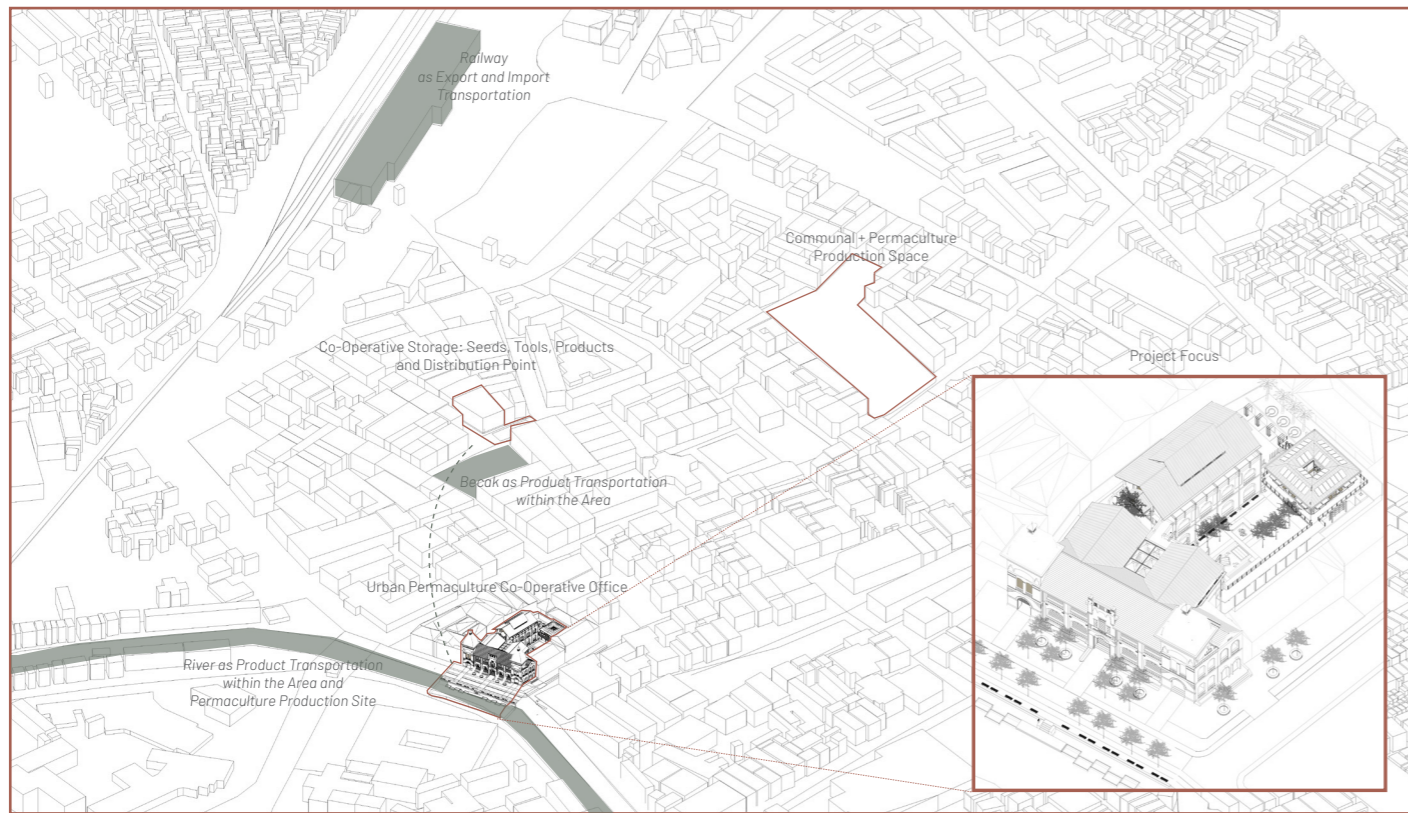 Railway
as Export and Import
Transportation
Communal + Permaculture
Production Space
Co-Operative Storage: Seeds, Tools, Products
and Distribution Point
Project Focus
Becak as Product Transportation
within the Area
Urban Permaculture Co-Operative Office
River as Product Transportation
within the Area and
Permaculture Production Site